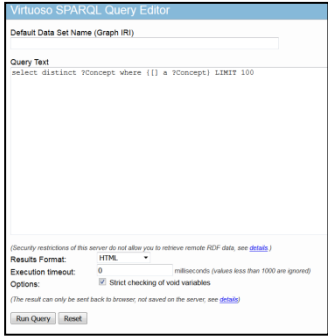 Virtuoso SPARQL Query Editor
Default Data Set Name (Graph IRI)
Query Text
select distinct ?Concept where {[] a ?Concept} LIMIT 100
(Security restrictions of this server do not allow you to retrieve remote RDF data, see details.)
Results Format: HTML
Execution timeout: 0 milliseconds (values less than 1000 are ignored)
Options: Strict checking of void variables
(The result can only be sent back to browser, not saved on the server, see details)
Run Query Reset